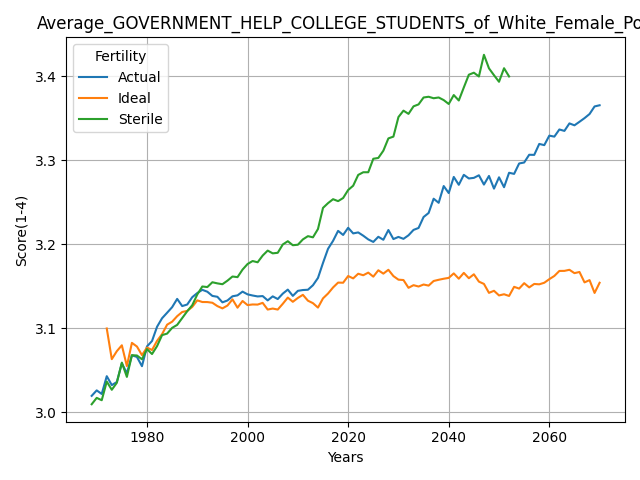 Average_GOVERNMENT_HELP_COLLEGE_STUDENTS_of_White_Female_Po
Fertility
Actual
Ideal
Sterile
Score(1-4)
3.4
3.3
3.2
3.1
3.0
1980 2000 2020 2040 2060
Years